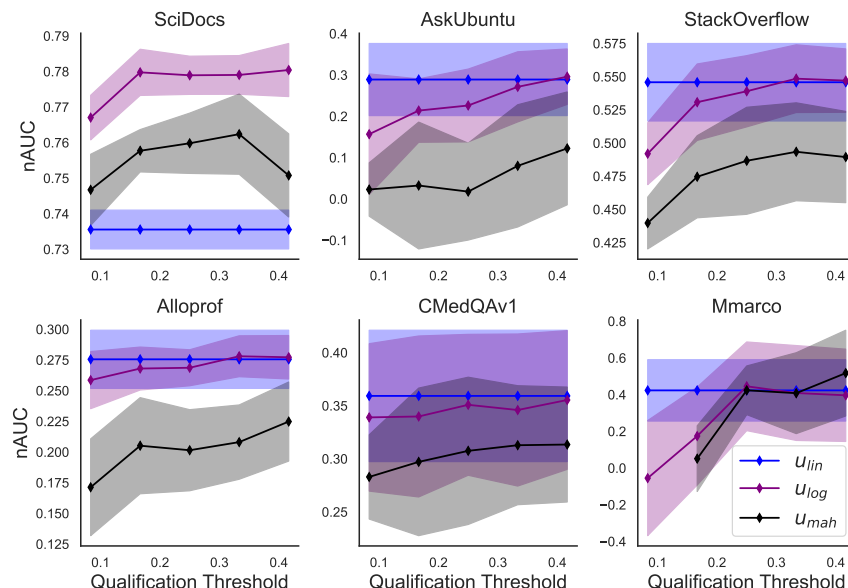 SciDocs
AskUbuntu
StackOverflow
nAUC
0.79
0.78
0.77
0.76
0.75
0.74
0.73
0.1 0.2 0.3 0.4
0.4
0.3
0.2
0.1
0.0
−0.1
0.1 0.2 0.3 0.4
0.575
0.550
0.525
0.500
0.475
0.450
0.425
0.1 0.2 0.3 0.4
Alloprof
CMedQAv1
Mmarco
nAUC
0.300
0.275
0.250
0.225
0.200
0.175
0.150
0.125
0.1 0.2 0.3 0.4
Qualification Threshold
0.40
0.35
0.30
0.25
0.1 0.2 0.3 0.4
Qualification Threshold
0.8
0.6
0.4
0.2
0.0
−0.2
−0.4
0.1 0.2 0.3 0.4
Qualification Threshold
u_lin
u_log
u_mah